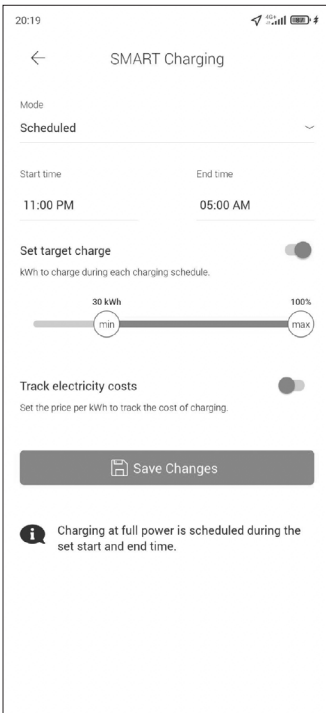 20:19
4G+
SMART Charging
Mode
Scheduled
Start time End time
11:00 PM 05:00 AM
Set target charge
kWh to charge during each charging schedule.
30 kWh 100%
min max
Track electricity costs
Set the price per kWh to track the cost of charging.
Save Changes
Charging at full power is scheduled during the
set start and end time.